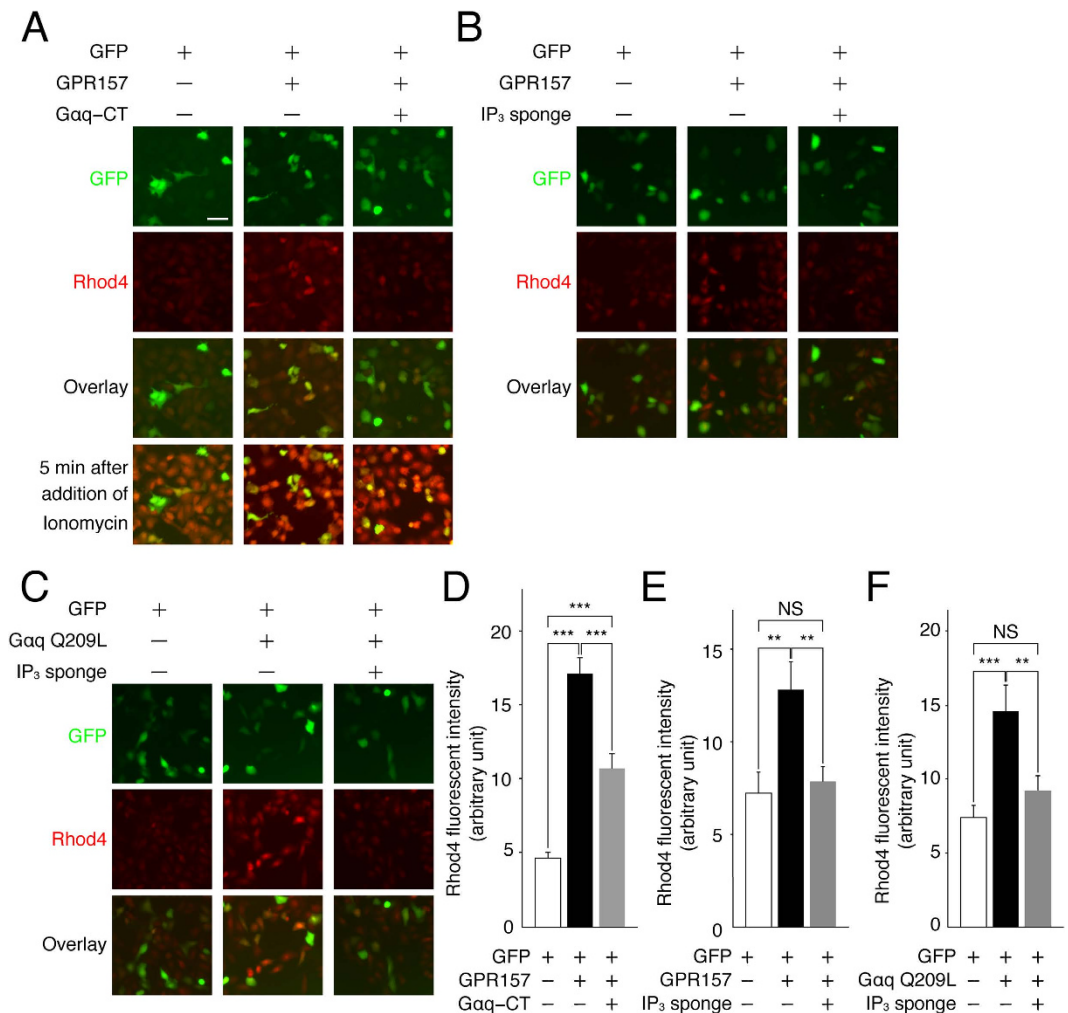 A
GFP + + +
GPR157 − + +
Gαq−CT − − +
GFP
Rhod4
Overlay
5 min after
addition of
Ionomycin
B
GFP + + +
GPR157 − + +
IP₃ sponge − − +
GFP
Rhod4
Overlay
C
GFP + + +
Gαq Q209L − + +
IP₃ sponge − − +
GFP
Rhod4
Overlay
D
Rhod4 fluorescent intensity
(arbitrary unit)
20
15
10
5
0
***
*** ***
GFP + + +
GPR157 − + +
Gαq−CT − − +
E
Rhod4 fluorescent intensity
(arbitrary unit)
15
10
5
0
NS
** **
GFP + + +
GPR157 − + +
IP₃ sponge − − +
F
Rhod4 fluorescent intensity
(arbitrary unit)
20
15
10
5
0
NS
*** **
GFP + + +
Gαq Q209L − + +
IP₃ sponge − − +